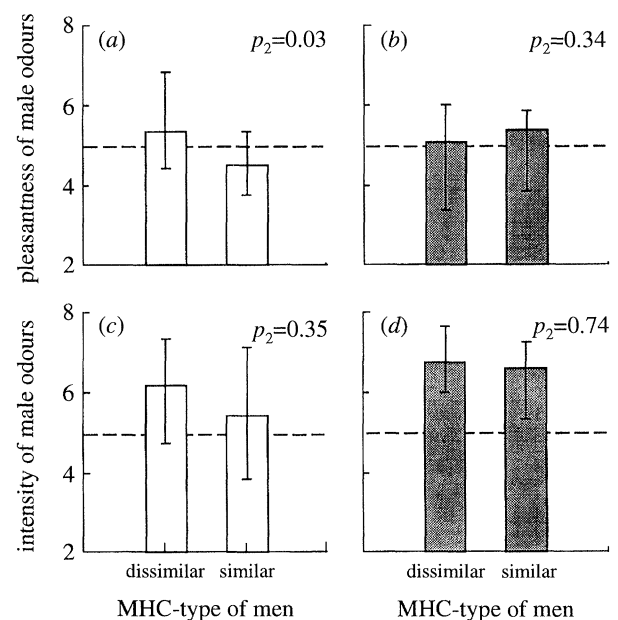 8
(a) p₂=0.03
(b) p₂=0.34
6
4
2
pleasantness of male odours
8
(c) p₂=0.35
(d) p₂=0.74
6
4
2
intensity of male odours
dissimilar similar
dissimilar similar
MHC-type of men
MHC-type of men